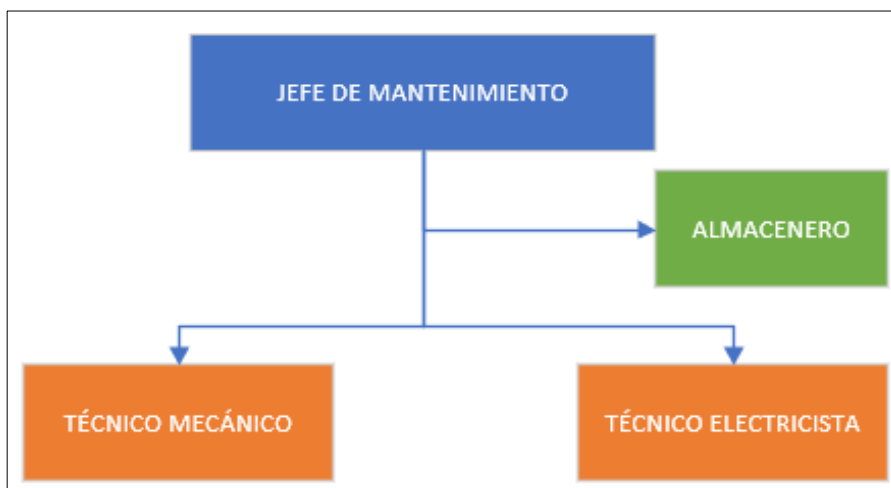 JEFE DE MANTENIMIENTO
ALMACENERO
TÉCNICO MECÁNICO
TÉCNICO ELECTRICISTA